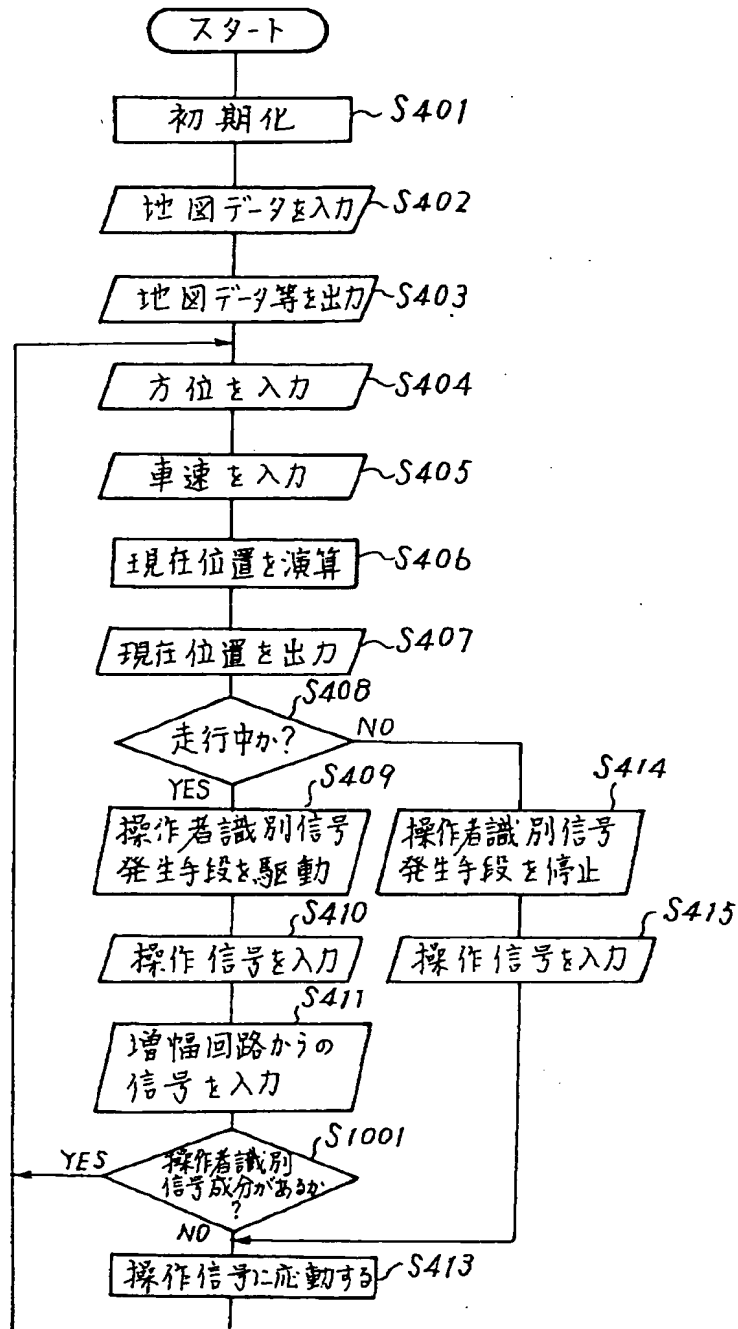 スタート
初期化
S401
地図データを入力
S402
地図データ等を出力
S403
方位を入力
S404
車速を入力
S405
現在位置を演算
S406
現在位置を出力
S407
S408
走行中か?
NO
YES
S409
操作者識別信号
発生手段を駆動
S414
操作者識別信号
発生手段を停止
S410
操作信号を入力
S415
操作信号を入力
S411
増幅回路からの
信号を入力
S1001
操作者識別
信号成分があるか
?
YES
NO
操作信号に応動する
S413